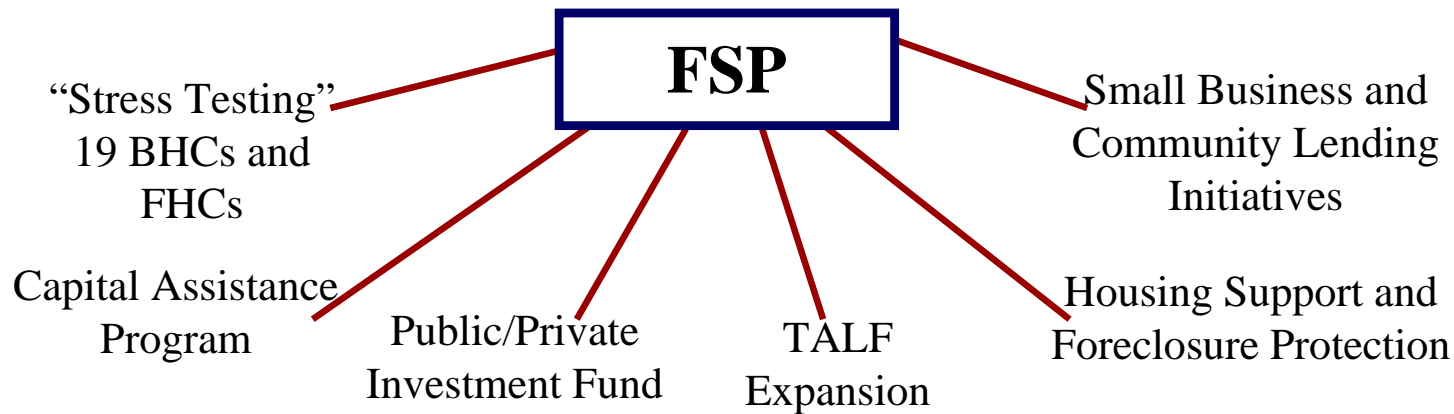 FSP
“Stress Testing”
19 BHCs and
FHCs
Small Business and
Community Lending
Initiatives
Capital Assistance
Program
Public/Private
Investment Fund
TALF
Expansion
Housing Support and
Foreclosure Protection